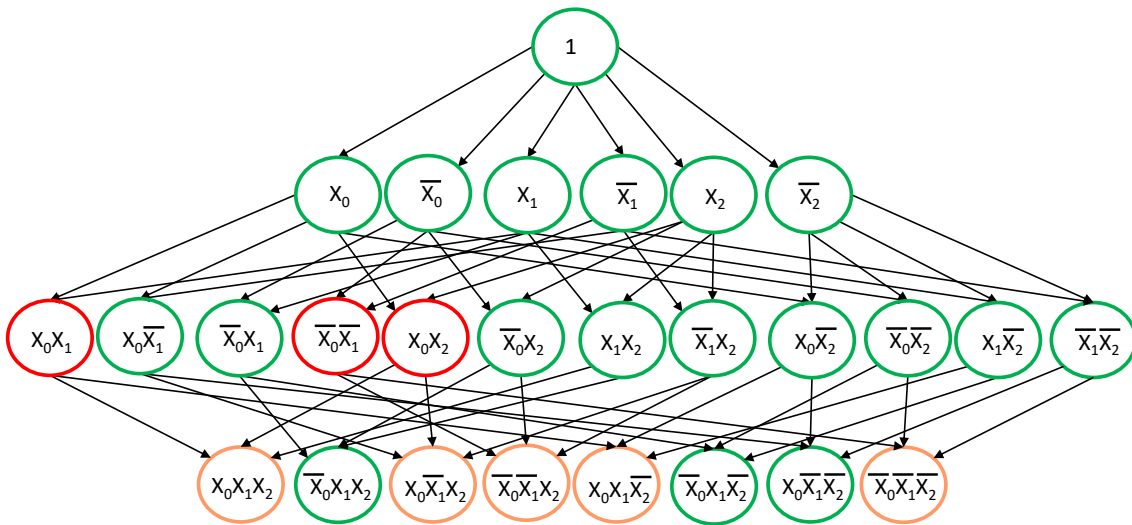 1
X₀ X̅₀ X₁ X̅₁ X₂ X̅₂
X₀X₁ X₀X̅₁ X̅₀X₁ X̅₀X̅₁ X₀X₂ X̅₀X₂ X₁X₂ X̅₁X₂ X₀X̅₂ X̅₀X̅₂ X₁X̅₂ X̅₁X̅₂
X₀X₁X₂ X̅₀X₁X₂ X₀X̅₁X₂ X̅₀X̅₁X₂ X₀X₁X̅₂ X̅₀X₁X̅₂ X₀X̅₁X̅₂ X̅₀X̅₁X̅₂